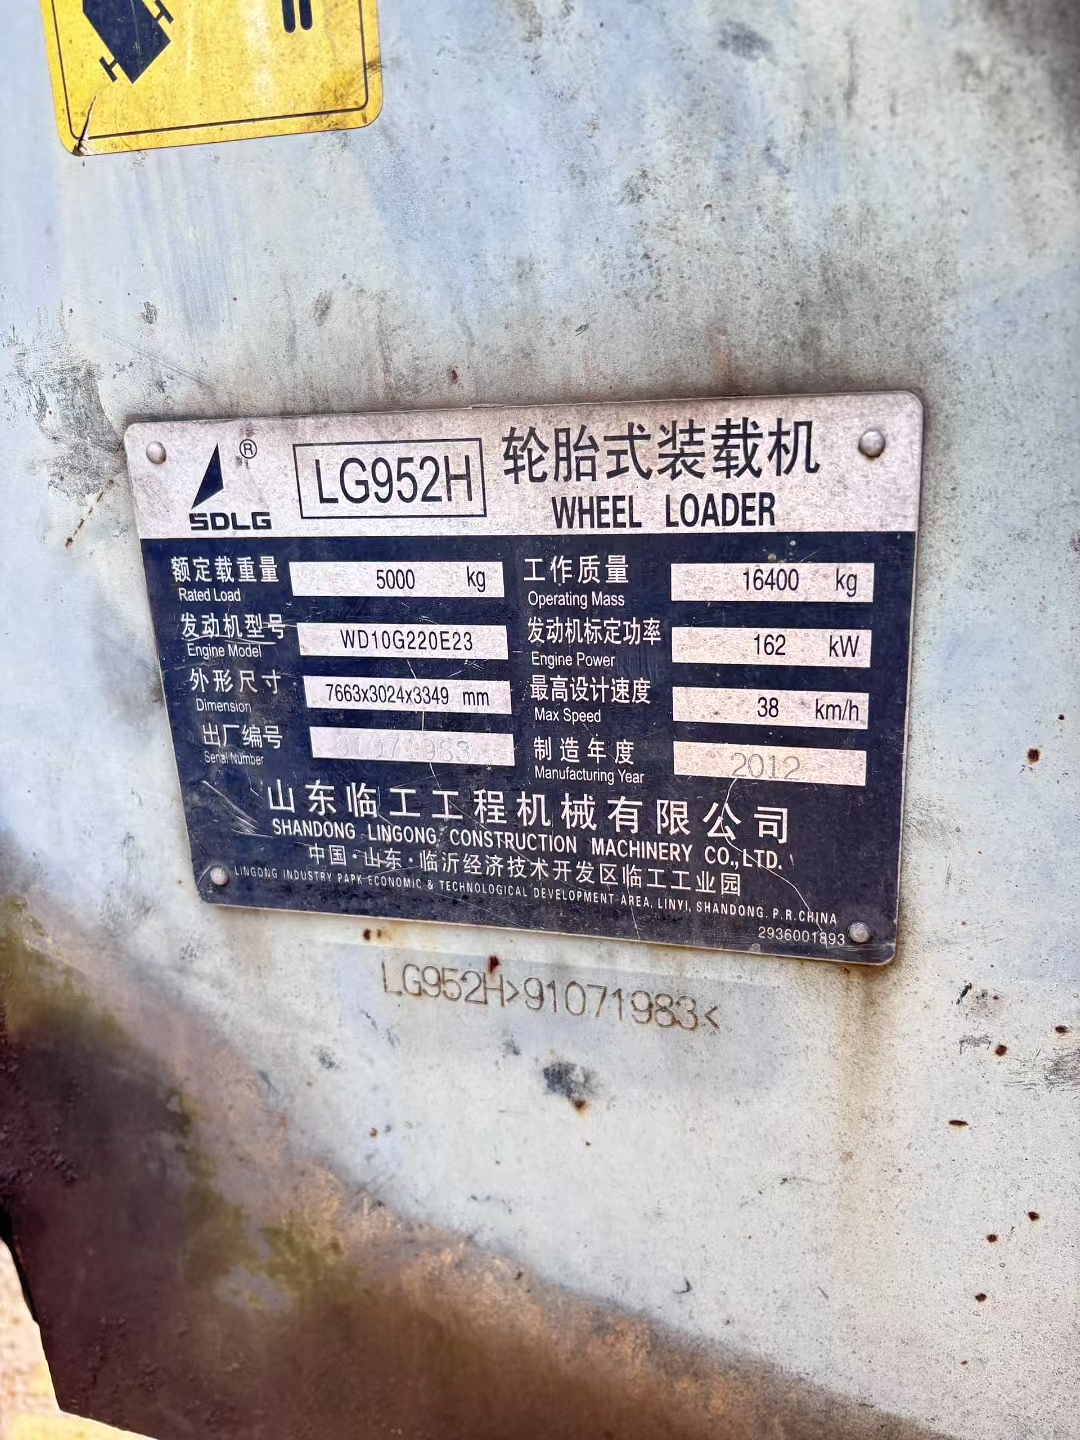 SDLG ®
LG952H
轮胎式装载机
WHEEL LOADER
额定载重量 5000 kg
Rated Load
工作质量 16400 kg
Operating Mass
发动机型号 WD10G220E23
Engine Model
发动机标定功率 162 kW
Engine Power
外形尺寸 7663x3024x3349 mm
Dimension
最高设计速度 38 km/h
Max Speed
出厂编号 91071983
Serial Number
制造年度 2012
Manufacturing Year
山东临工工程机械有限公司
SHANDONG LINGONG CONSTRUCTION MACHINERY CO.,LTD.
中国·山东·临沂经济技术开发区临工工业园
LINGONG INDUSTRY PAPK ECONOMIC & TECHNOLOGICAL DEVELOPMENT AREA, LINYI, SHANDONG. P.R.CHINA
2936001893
LG952H>91071983<